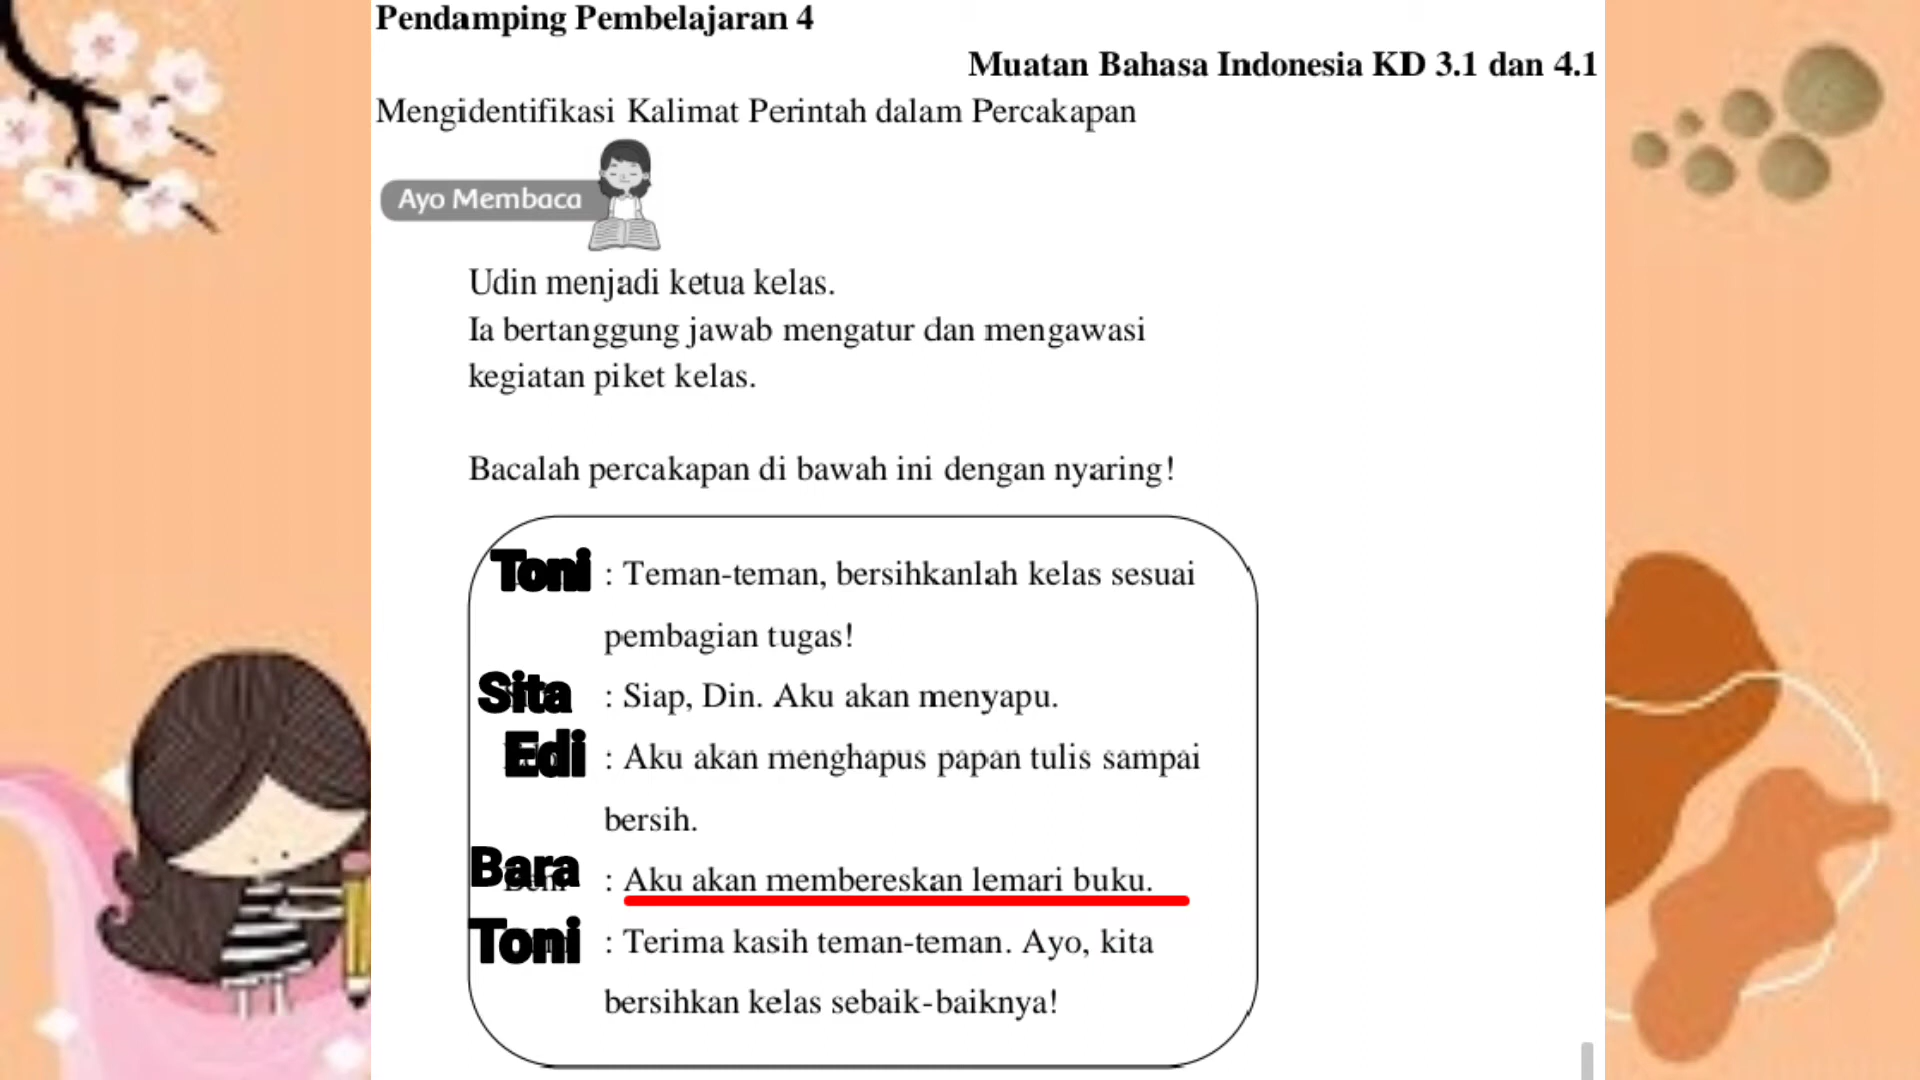 Pendamping Pembelajaran 4
Muatan Bahasa Indonesia KD 3.1 dan 4.1
Mengidentifikasi Kalimat Perintah dalam Percakapan
Ayo Membaca
Udin menjadi ketua kelas.
Ia bertanggung jawab mengatur dan mengawasi
kegiatan piket kelas.
Bacalah percakapan di bawah ini dengan nyaring!
Toni : Teman-teman, bersihkanlah kelas sesuai
pembagian tugas!
Sita : Siap, Din. Aku akan menyapu.
Edi : Aku akan menghapus papan tulis sampai
bersih.
Bara : Aku akan membereskan lemari buku.
Toni : Terima kasih teman-teman. Ayo, kita
bersihkan kelas sebaik-baiknya!